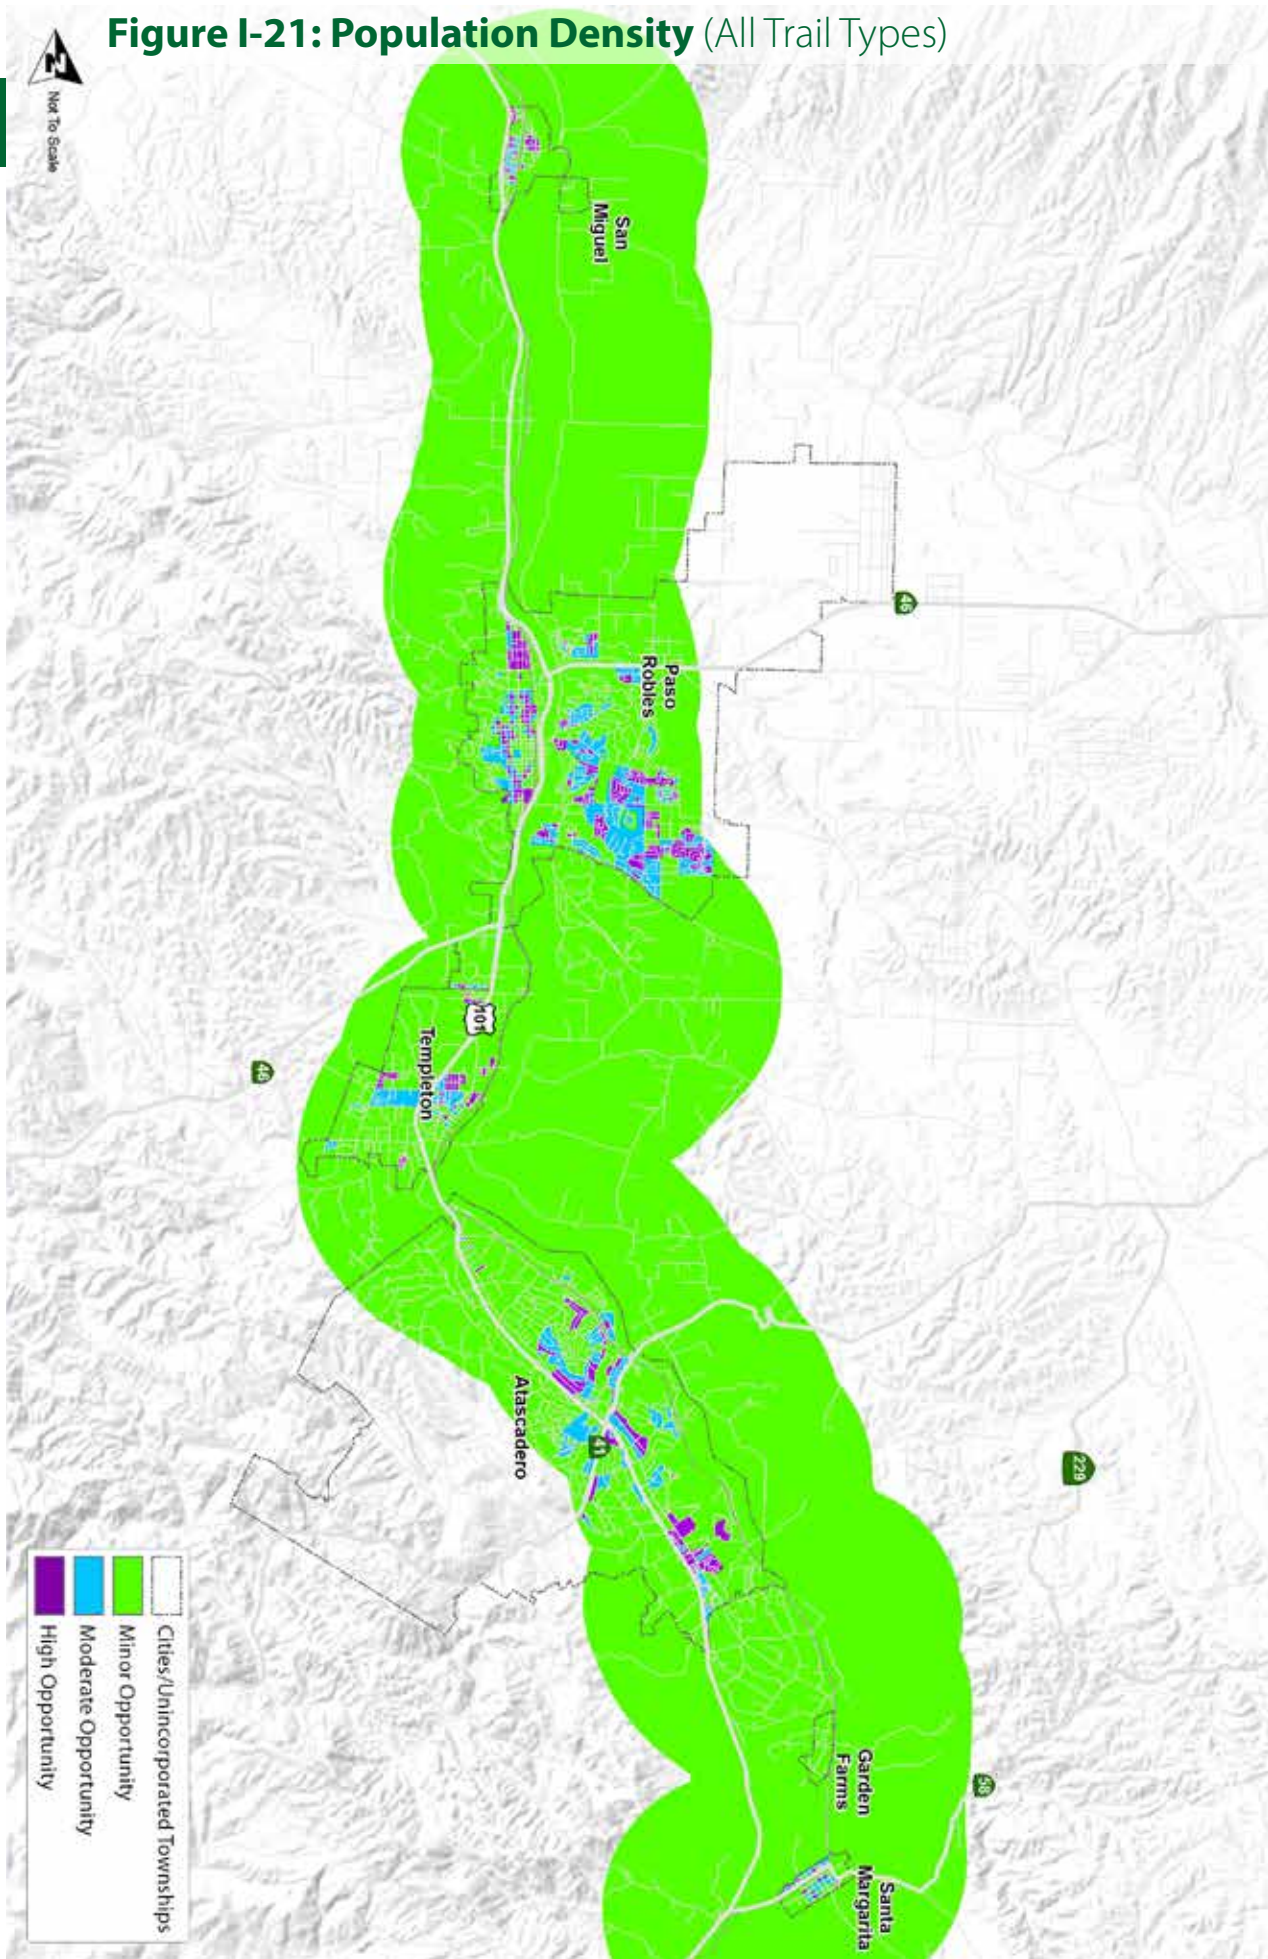 Figure I-21: Population Density (All Trail Types)
N
Not To Scale
San
Miguel
46
Paso
Robles
101
Templeton
46
Atascadero
41
229
Garden
Farms
58
Santa
Margarita
Cities/Unincorporated Townships
Minor Opportunity
Moderate Opportunity
High Opportunity